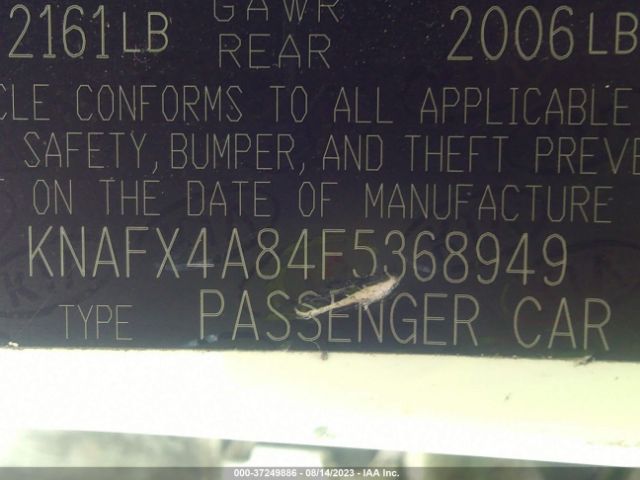 2161LB GAWR REAR 2006LB
CLE CONFORMS TO ALL APPLICABLE
SAFETY, BUMPER, AND THEFT PREVE
ON THE DATE OF MANUFACTURE
KNAFX4A84F5368949
TYPE PASSENGER CAR
000-37249886 - 08/14/2023 - IAA Inc.